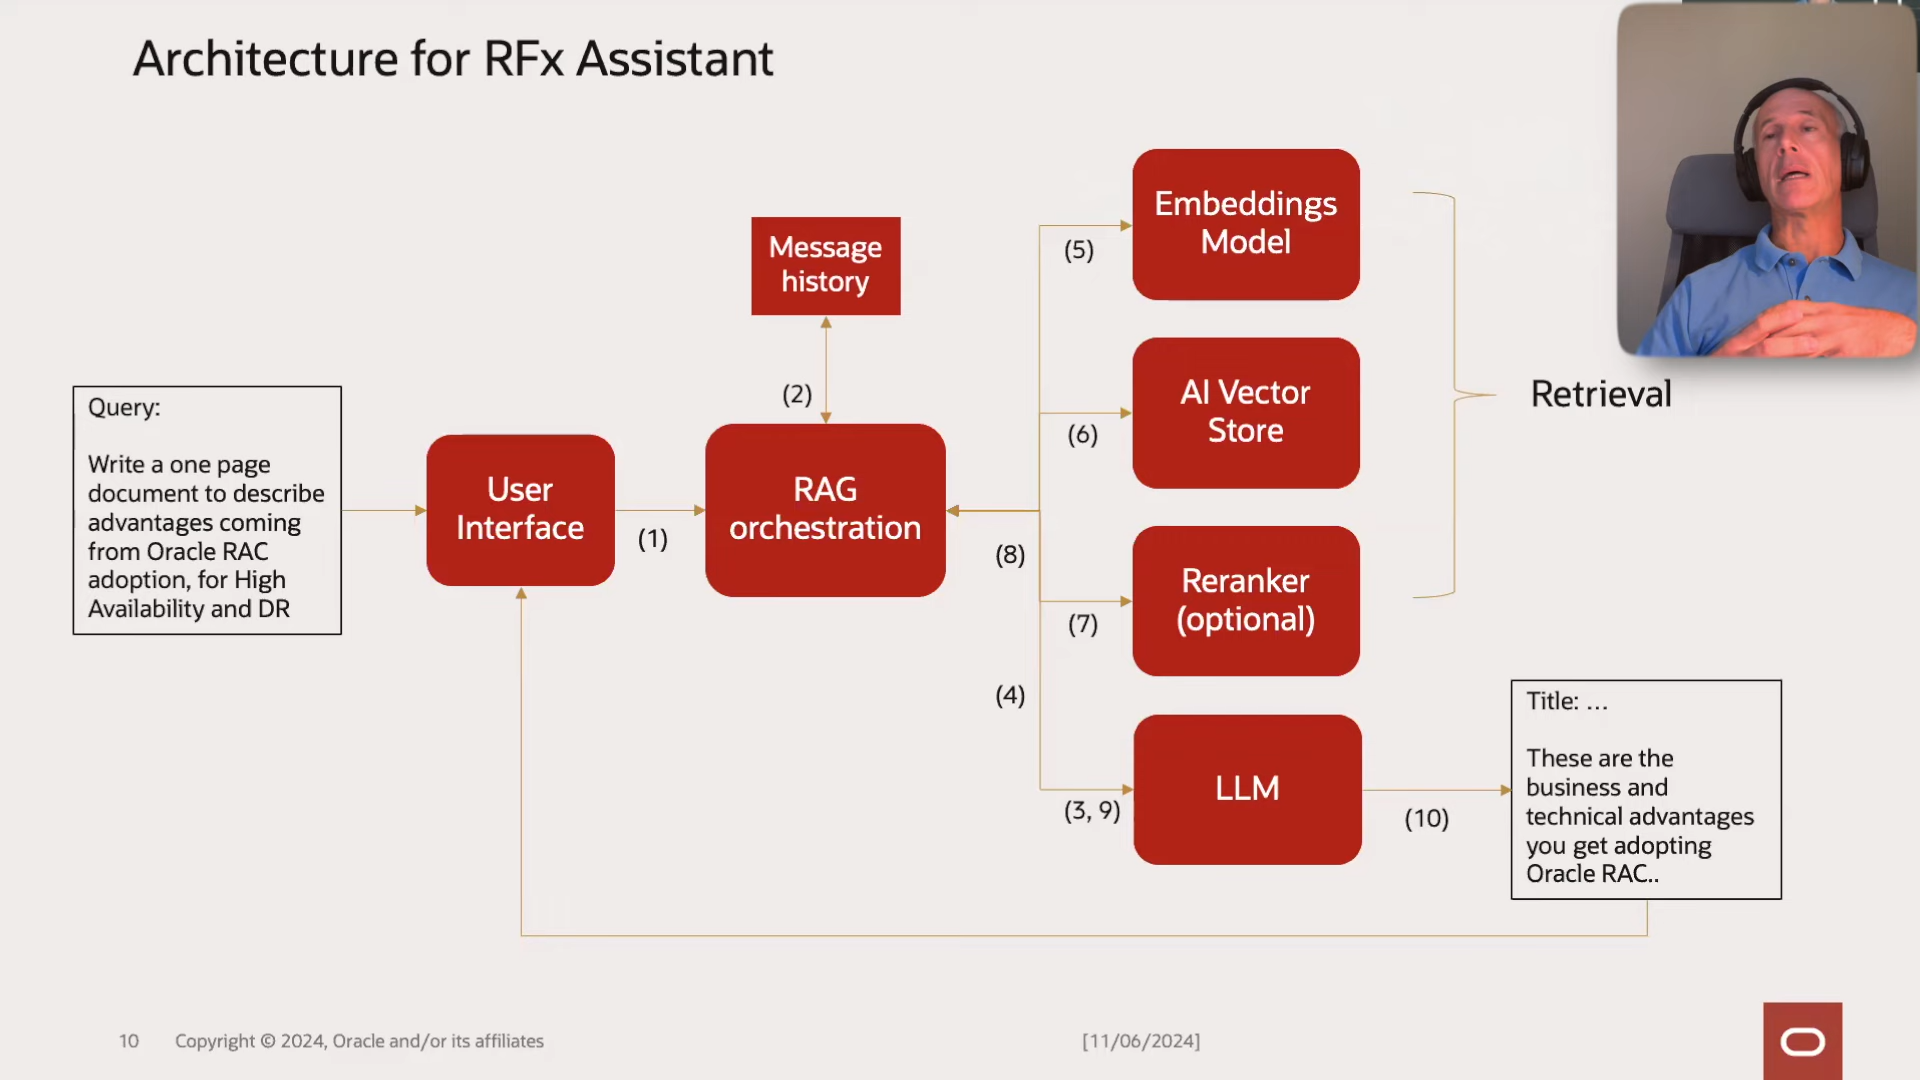 Architecture for RFx Assistant
Query:
Write a one page
document to describe
advantages coming
from Oracle RAC
adoption, for High
Availability and DR
User
Interface
(1)
Message
history
(2)
RAG
orchestration
(8)
(4)
(5)
Embeddings
Model
(6)
AI Vector
Store
(7)
Reranker
(optional)
(3, 9)
LLM
(10)
Retrieval
Title: ...
These are the
business and
technical advantages
you get adopting
Oracle RAC..
10
Copyright © 2024, Oracle and/or its affiliates
[11/06/2024]